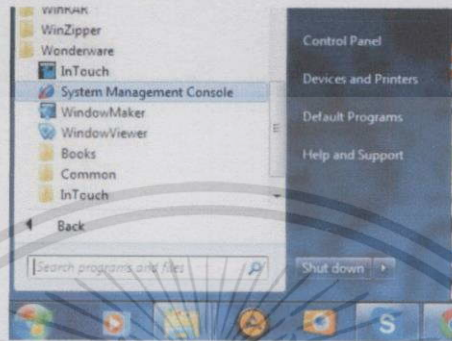 WinRAR
WinZipper
Wonderware
InTouch
System Management Console
WindowMaker
WindowViewer
Books
Common
InTouch
Back
Search programs and files
Control Panel
Devices and Printers
Default Programs
Help and Support
Shut down
S